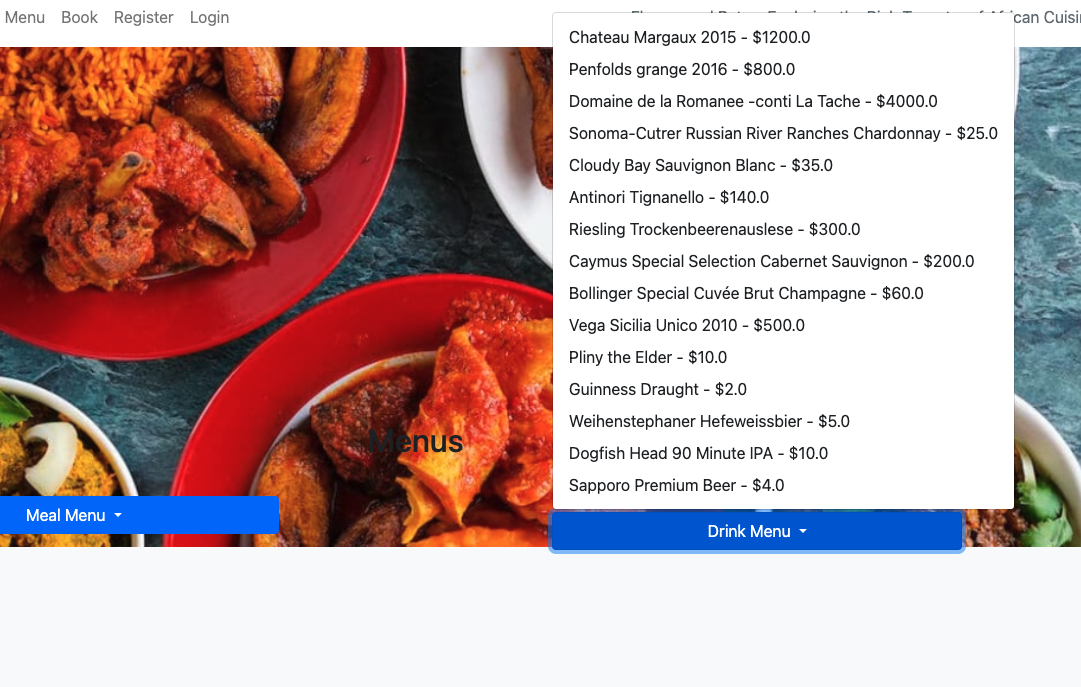 Menu Book Register Login
Chateau Margaux 2015 - $1200.0
Penfolds grange 2016 - $800.0
Domaine de la Romanee -conti La Tache - $4000.0
Sonoma-Cutrer Russian River Ranches Chardonnay - $25.0
Cloudy Bay Sauvignon Blanc - $35.0
Antinori Tignanello - $140.0
Riesling Trockenbeerenauslese - $300.0
Caymus Special Selection Cabernet Sauvignon - $200.0
Bollinger Special Cuvée Brut Champagne - $60.0
Vega Sicilia Unico 2010 - $500.0
Pliny the Elder - $10.0
Guinness Draught - $2.0
Weihenstephaner Hefeweissbier - $5.0
Dogfish Head 90 Minute IPA - $10.0
Sapporo Premium Beer - $4.0
Menus
Meal Menu
Drink Menu